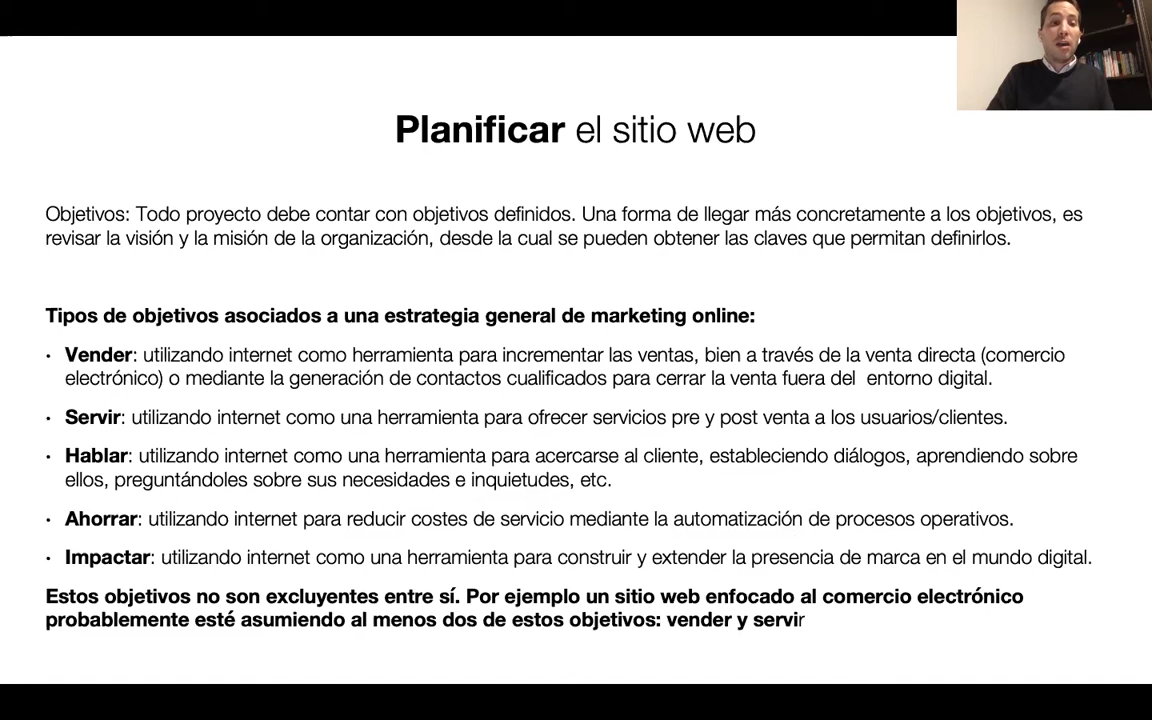 Planificar el sitio web
Objetivos: Todo proyecto debe contar con objetivos definidos. Una forma de llegar más concretamente a los objetivos, es
revisar la visión y la misión de la organización, desde la cual se pueden obtener las claves que permitan definirlos.
Tipos de objetivos asociados a una estrategia general de marketing online:
• Vender: utilizando internet como herramienta para incrementar las ventas, bien a través de la venta directa (comercio
electrónico) o mediante la generación de contactos cualificados para cerrar la venta fuera del  entorno digital.
• Servir: utilizando internet como una herramienta para ofrecer servicios pre y post venta a los usuarios/clientes.
• Hablar: utilizando internet como una herramienta para acercarse al cliente, estableciendo diálogos, aprendiendo sobre
ellos, preguntándoles sobre sus necesidades e inquietudes, etc.
• Ahorrar: utilizando internet para reducir costes de servicio mediante la automatización de procesos operativos.
• Impactar: utilizando internet como una herramienta para construir y extender la presencia de marca en el mundo digital.
Estos objetivos no son excluyentes entre sí. Por ejemplo un sitio web enfocado al comercio electrónico
probablemente esté asumiendo al menos dos de estos objetivos: vender y servir